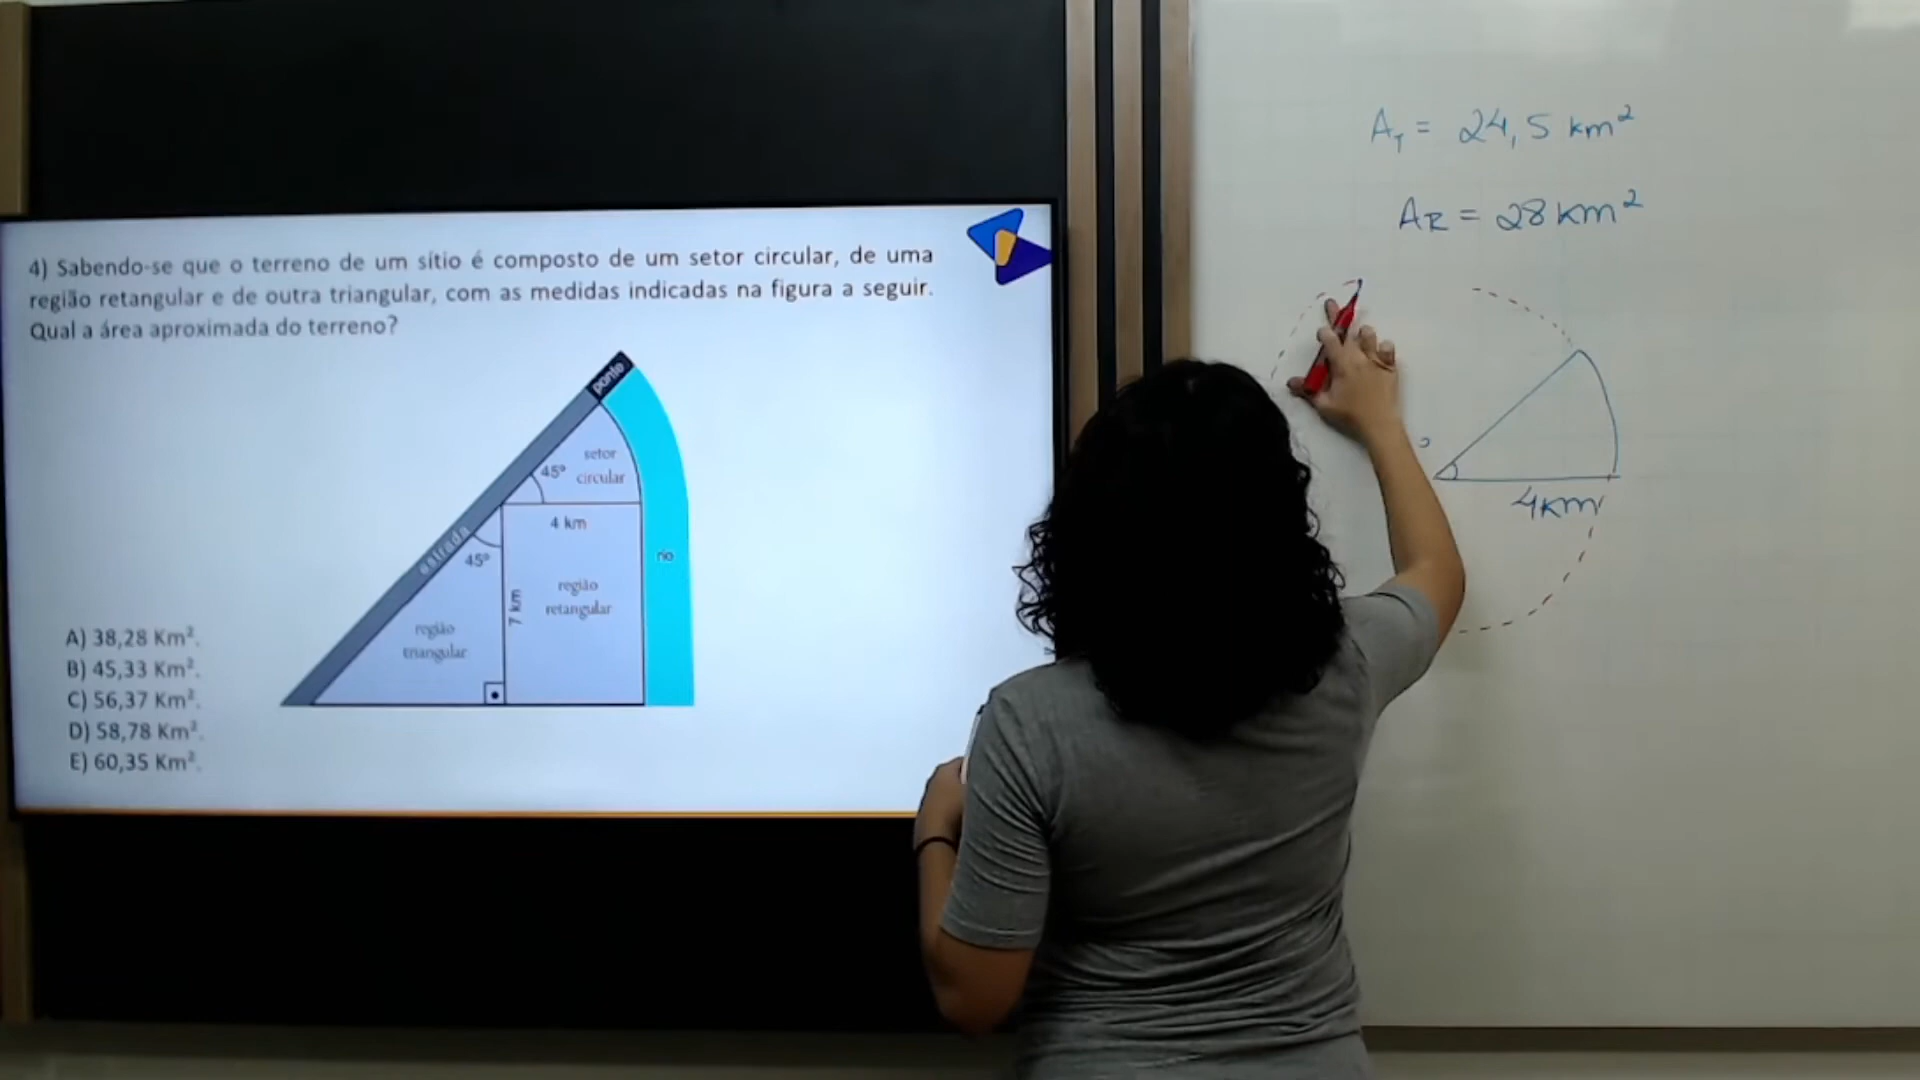 4) Sabendo-se que o terreno de um sítio é composto de um setor circular, de uma
região retangular e de outra triangular, com as medidas indicadas na figura a seguir.
Qual a área aproximada do terreno?
ponte
setor
circular
45°
4 km
estrada
45°
rio
7 km
região
retangular
região
triangular
A) 38,28 Km².
B) 45,33 Km².
C) 56,37 Km².
D) 58,78 Km².
E) 60,35 Km².
A_T = 24,5 km²
A_R = 28 km²
4km